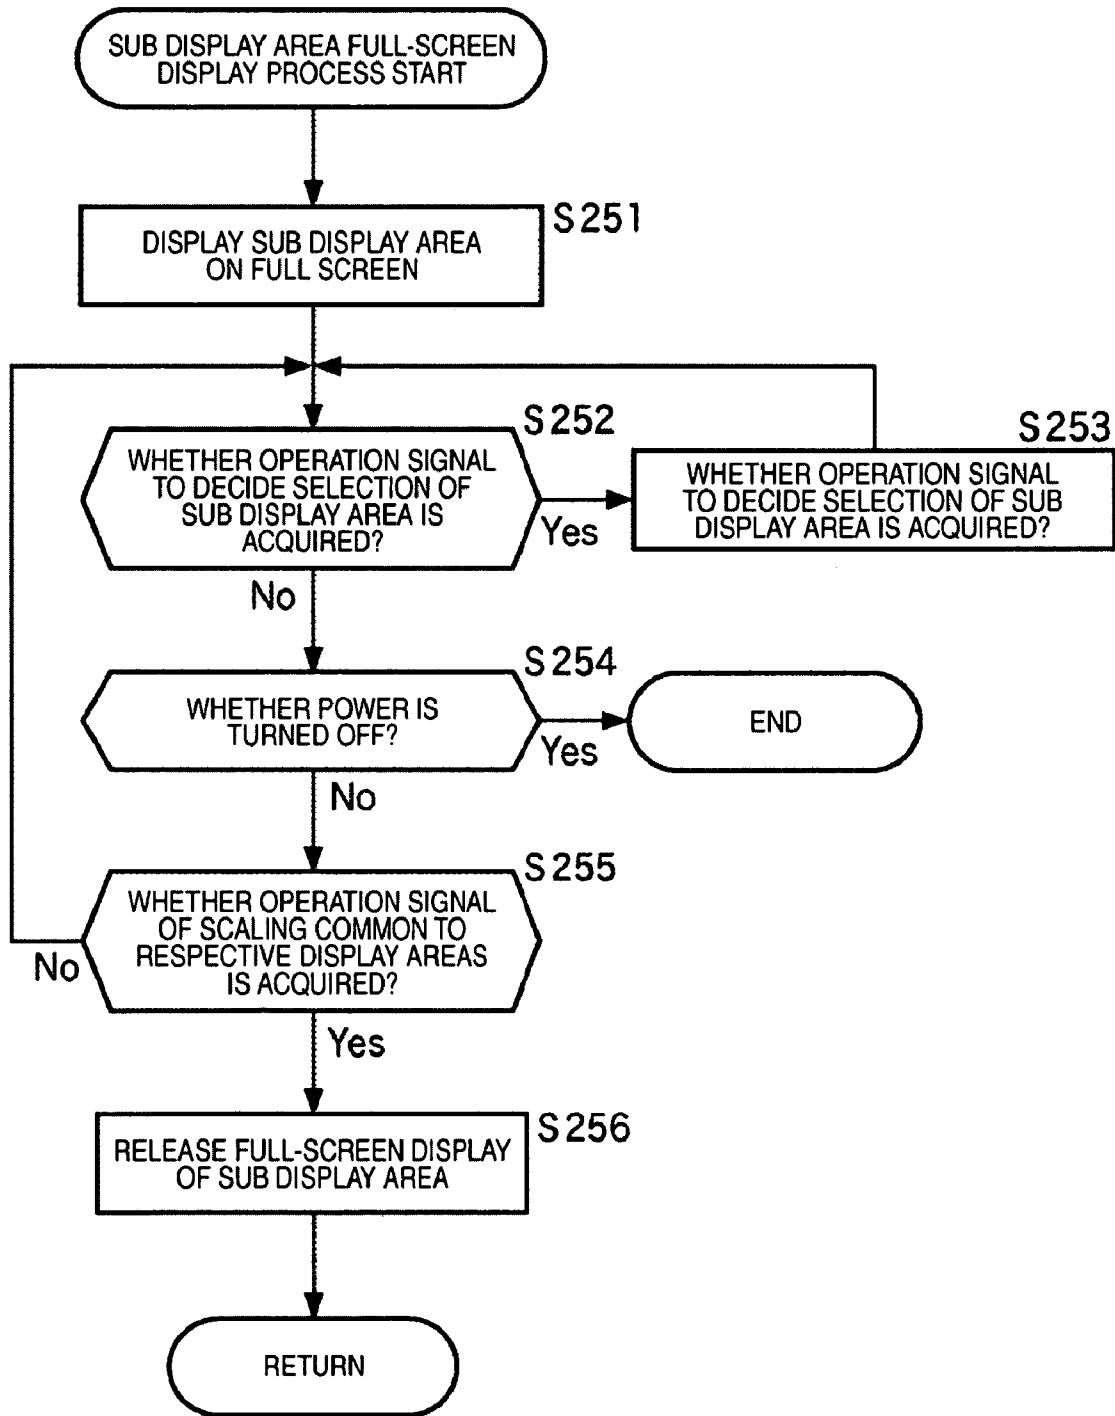 SUB DISPLAY AREA FULL-SCREEN
DISPLAY PROCESS START
S251
DISPLAY SUB DISPLAY AREA
ON FULL SCREEN
S252
WHETHER OPERATION SIGNAL
TO DECIDE SELECTION OF
SUB DISPLAY AREA IS
ACQUIRED?
Yes
No
S253
WHETHER OPERATION SIGNAL
TO DECIDE SELECTION OF SUB
DISPLAY AREA IS ACQUIRED?
S254
WHETHER POWER IS
TURNED OFF?
Yes
No
END
S255
WHETHER OPERATION SIGNAL
OF SCALING COMMON TO
RESPECTIVE DISPLAY AREAS
IS ACQUIRED?
No
Yes
S256
RELEASE FULL-SCREEN DISPLAY
OF SUB DISPLAY AREA
RETURN